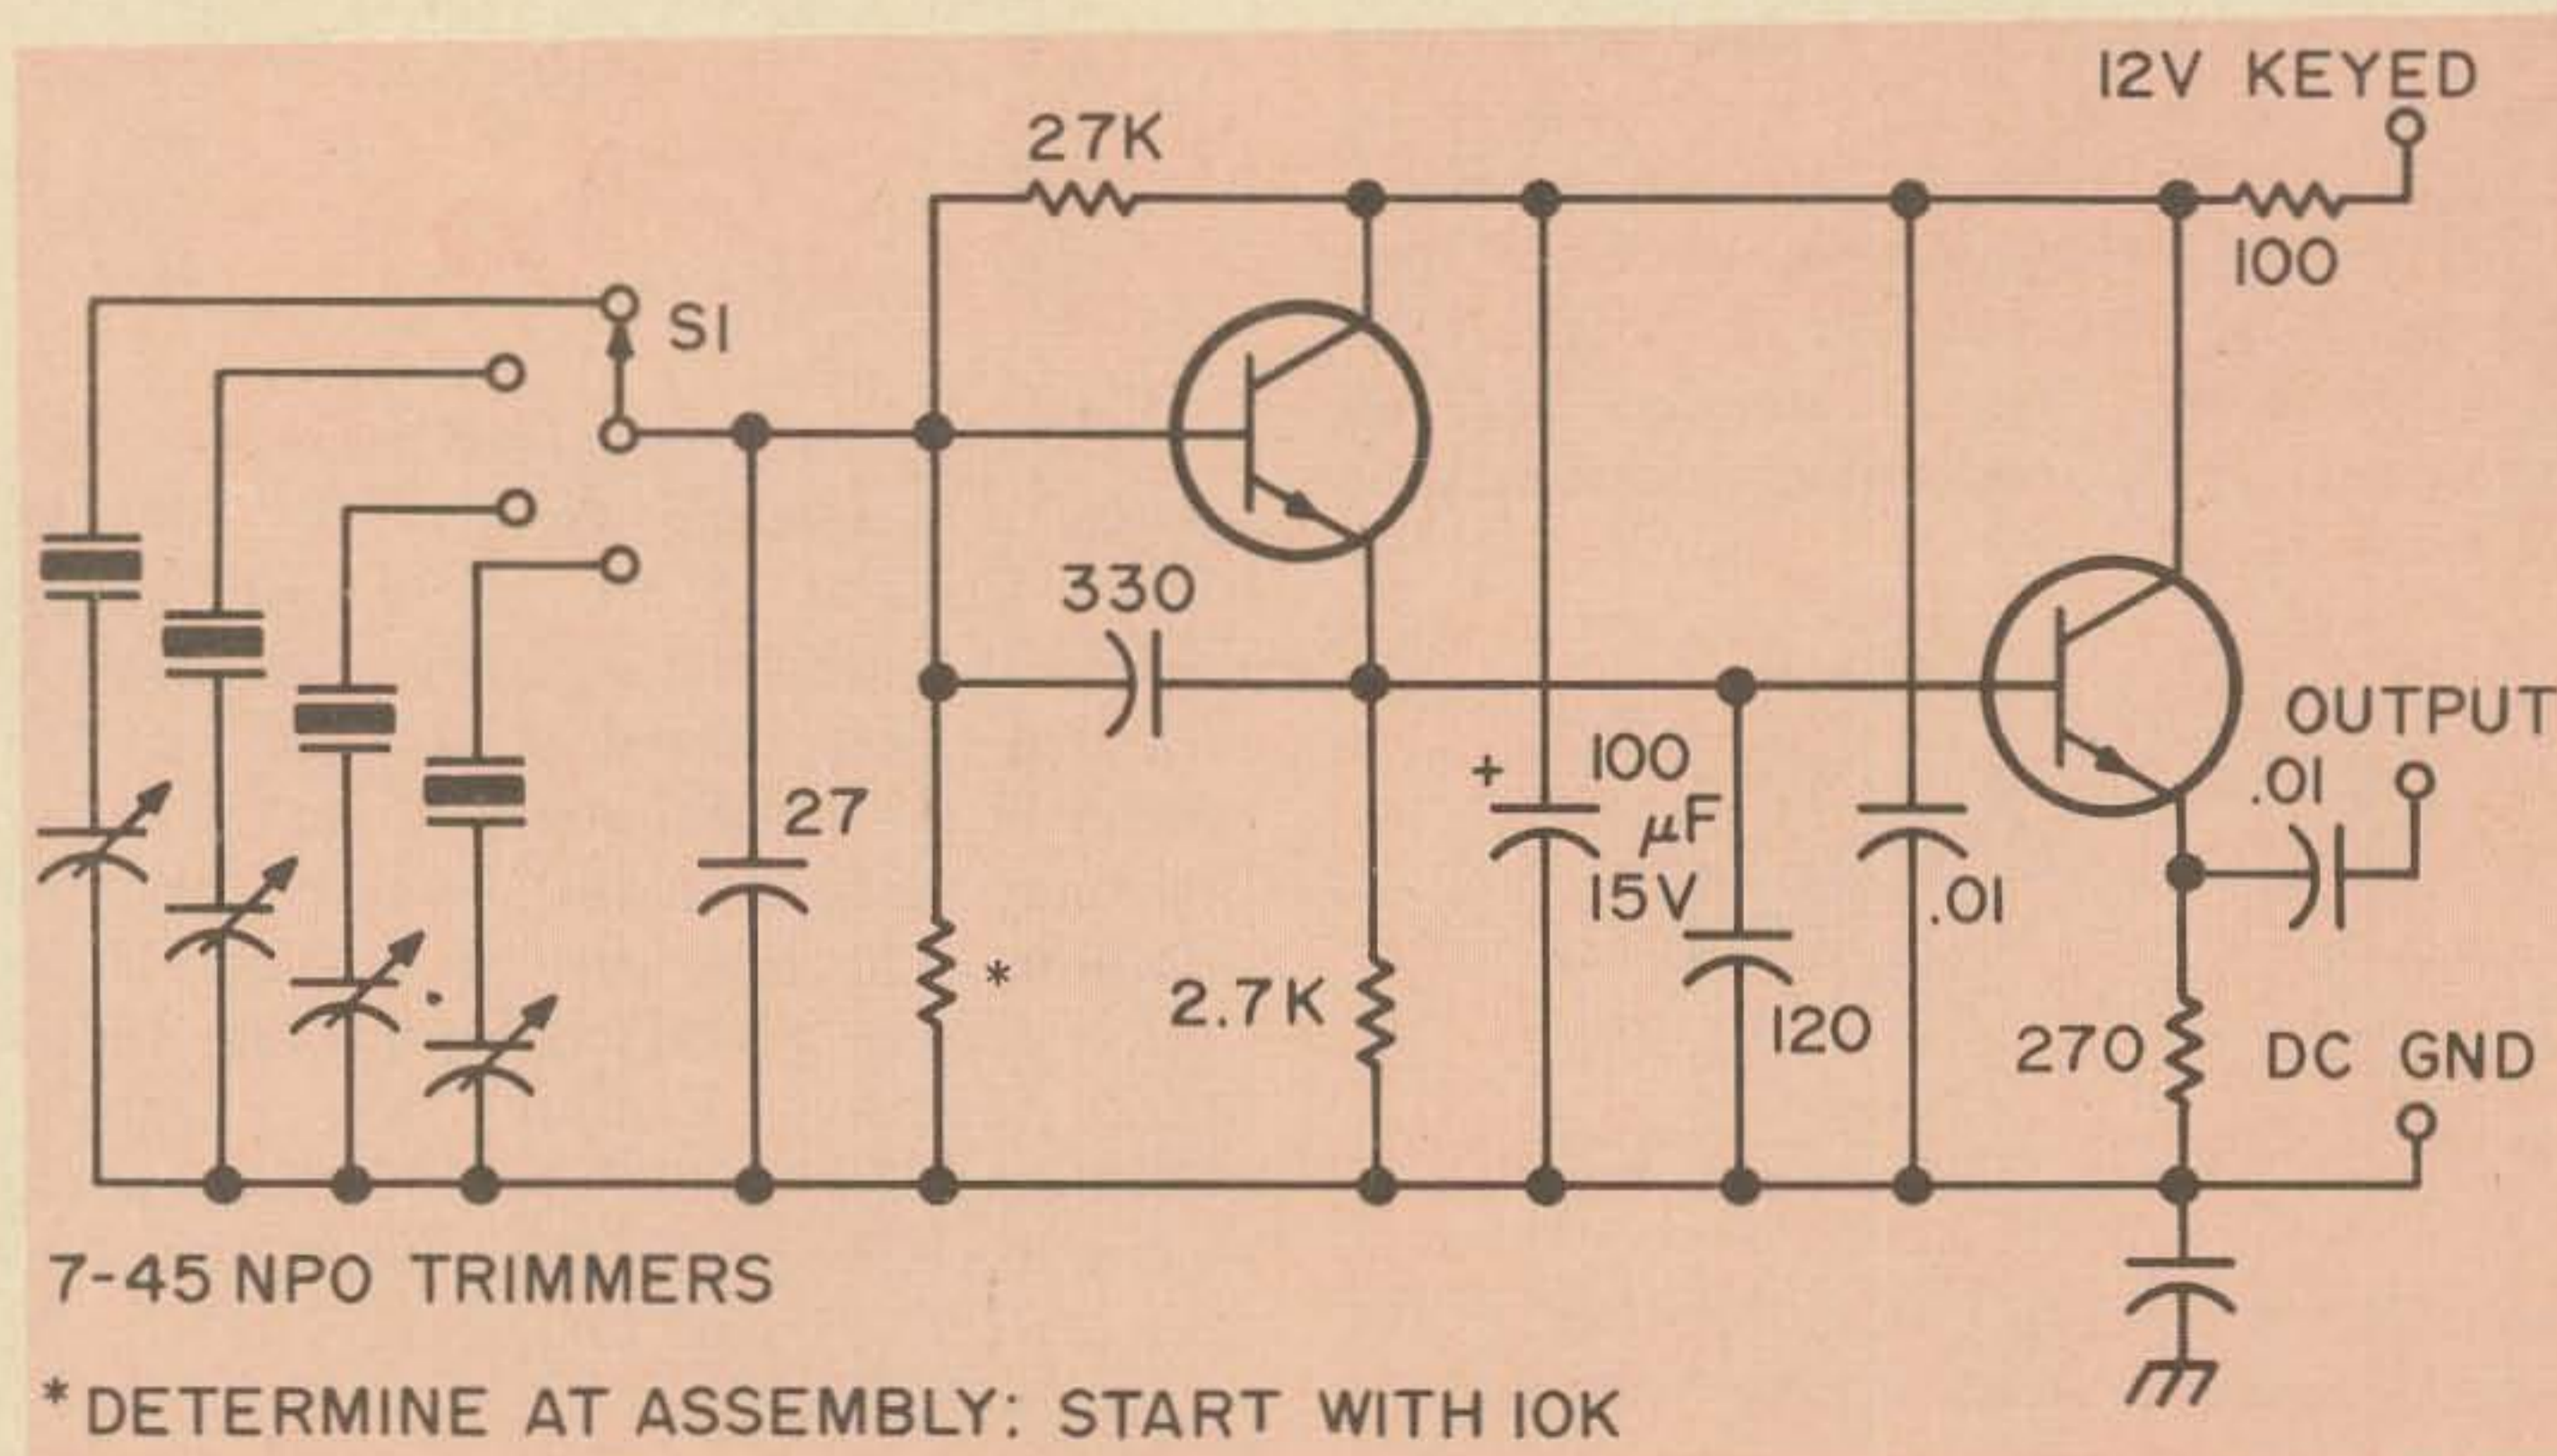 12V KEYED
27K
100
S1
330
OUTPUT
.01
+ 100
µF
15V
27
.01
*
2.7K
120
270
DC GND
7-45 NPO TRIMMERS
* DETERMINE AT ASSEMBLY: START WITH 10K